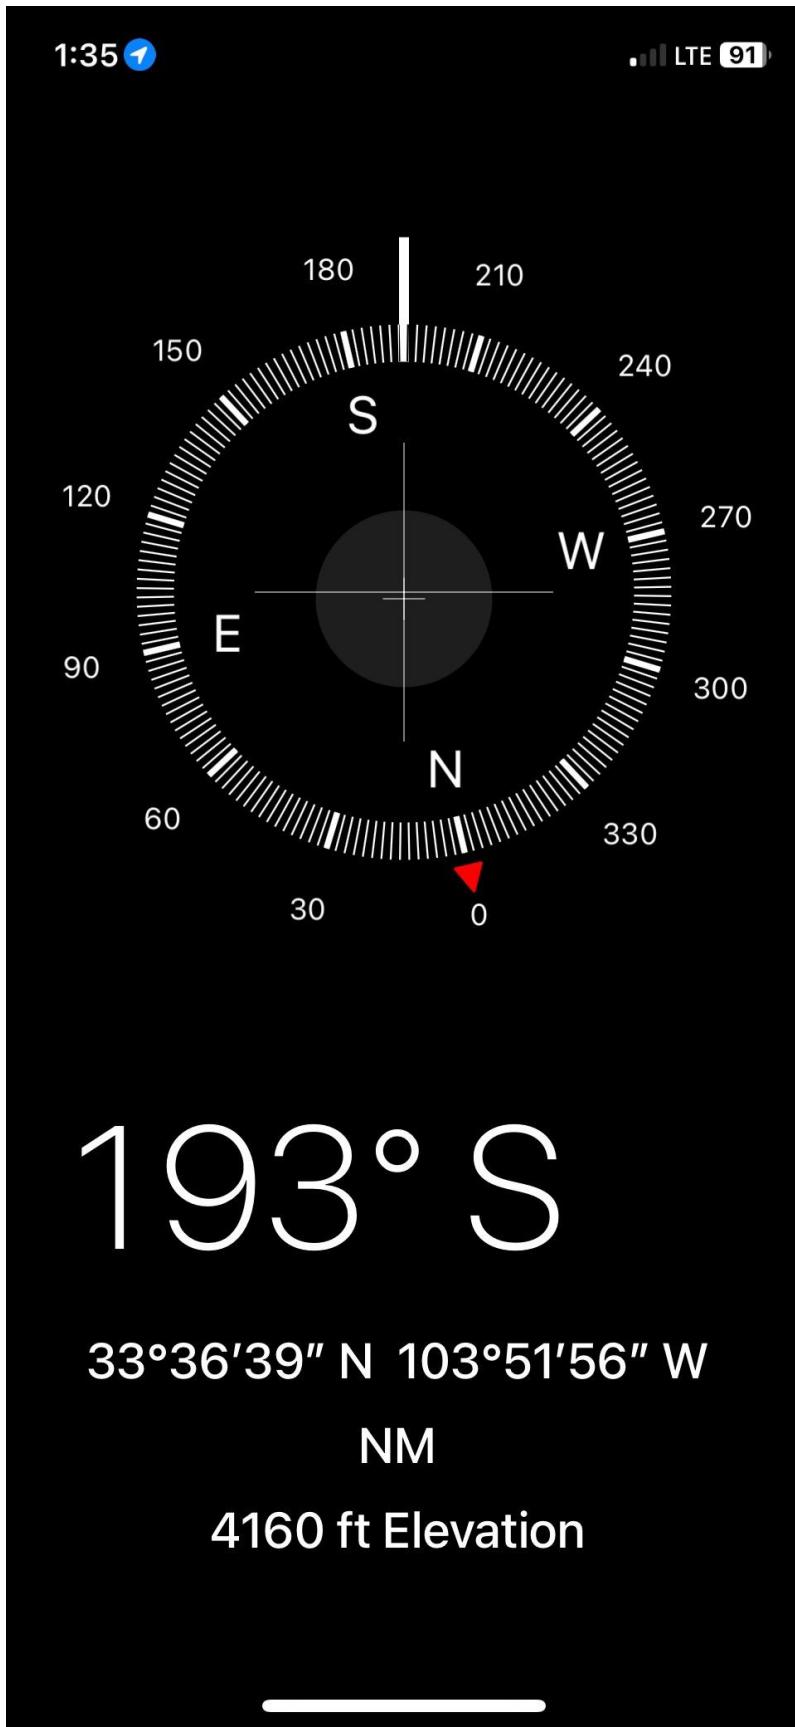 1:35 LTE 91
180 210
150 240
S
120 270
W
E
90 300
N
60 330
30 0
193° S
33°36′39″ N 103°51′56″ W
NM
4160 ft Elevation